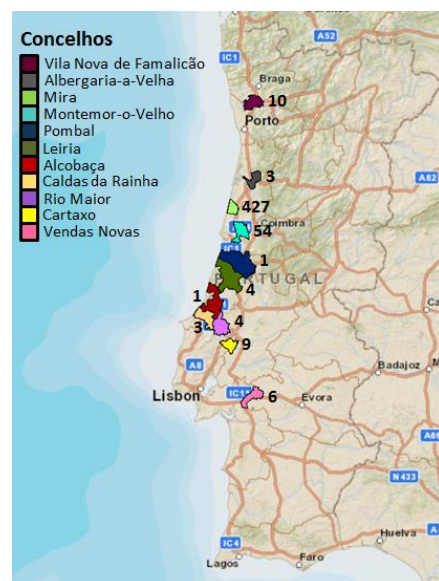 Concelhos
Vila Nova de Famalicão
Albergaria-a-Velha
Mira
Montemor-o-Velho
Pombal
Leiria
Alcobaça
Caldas da Rainha
Rio Maior
Cartaxo
Vendas Novas
A52
IC1
Braga
10
Porto
3
A62
427
Coimbra
54
IC1
1
PORTUGAL
4
1
3
4
9
A8
Badajoz
Lisbon
IC11
6
Evora
A66
N433
Huelva
IC4
Lagos
Faro